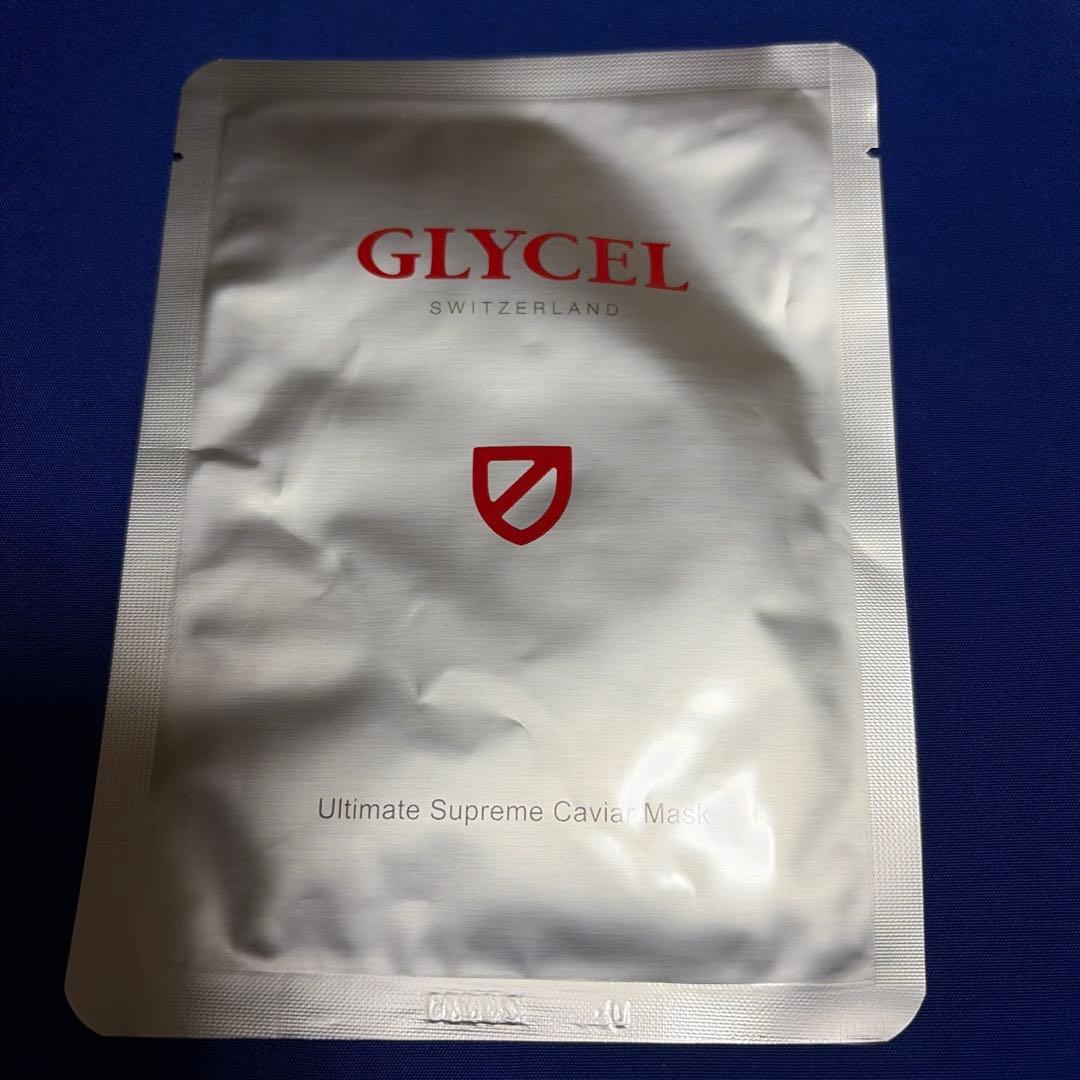 GLYCEL
SWITZERLAND
Ultimate Supreme Caviar Mask